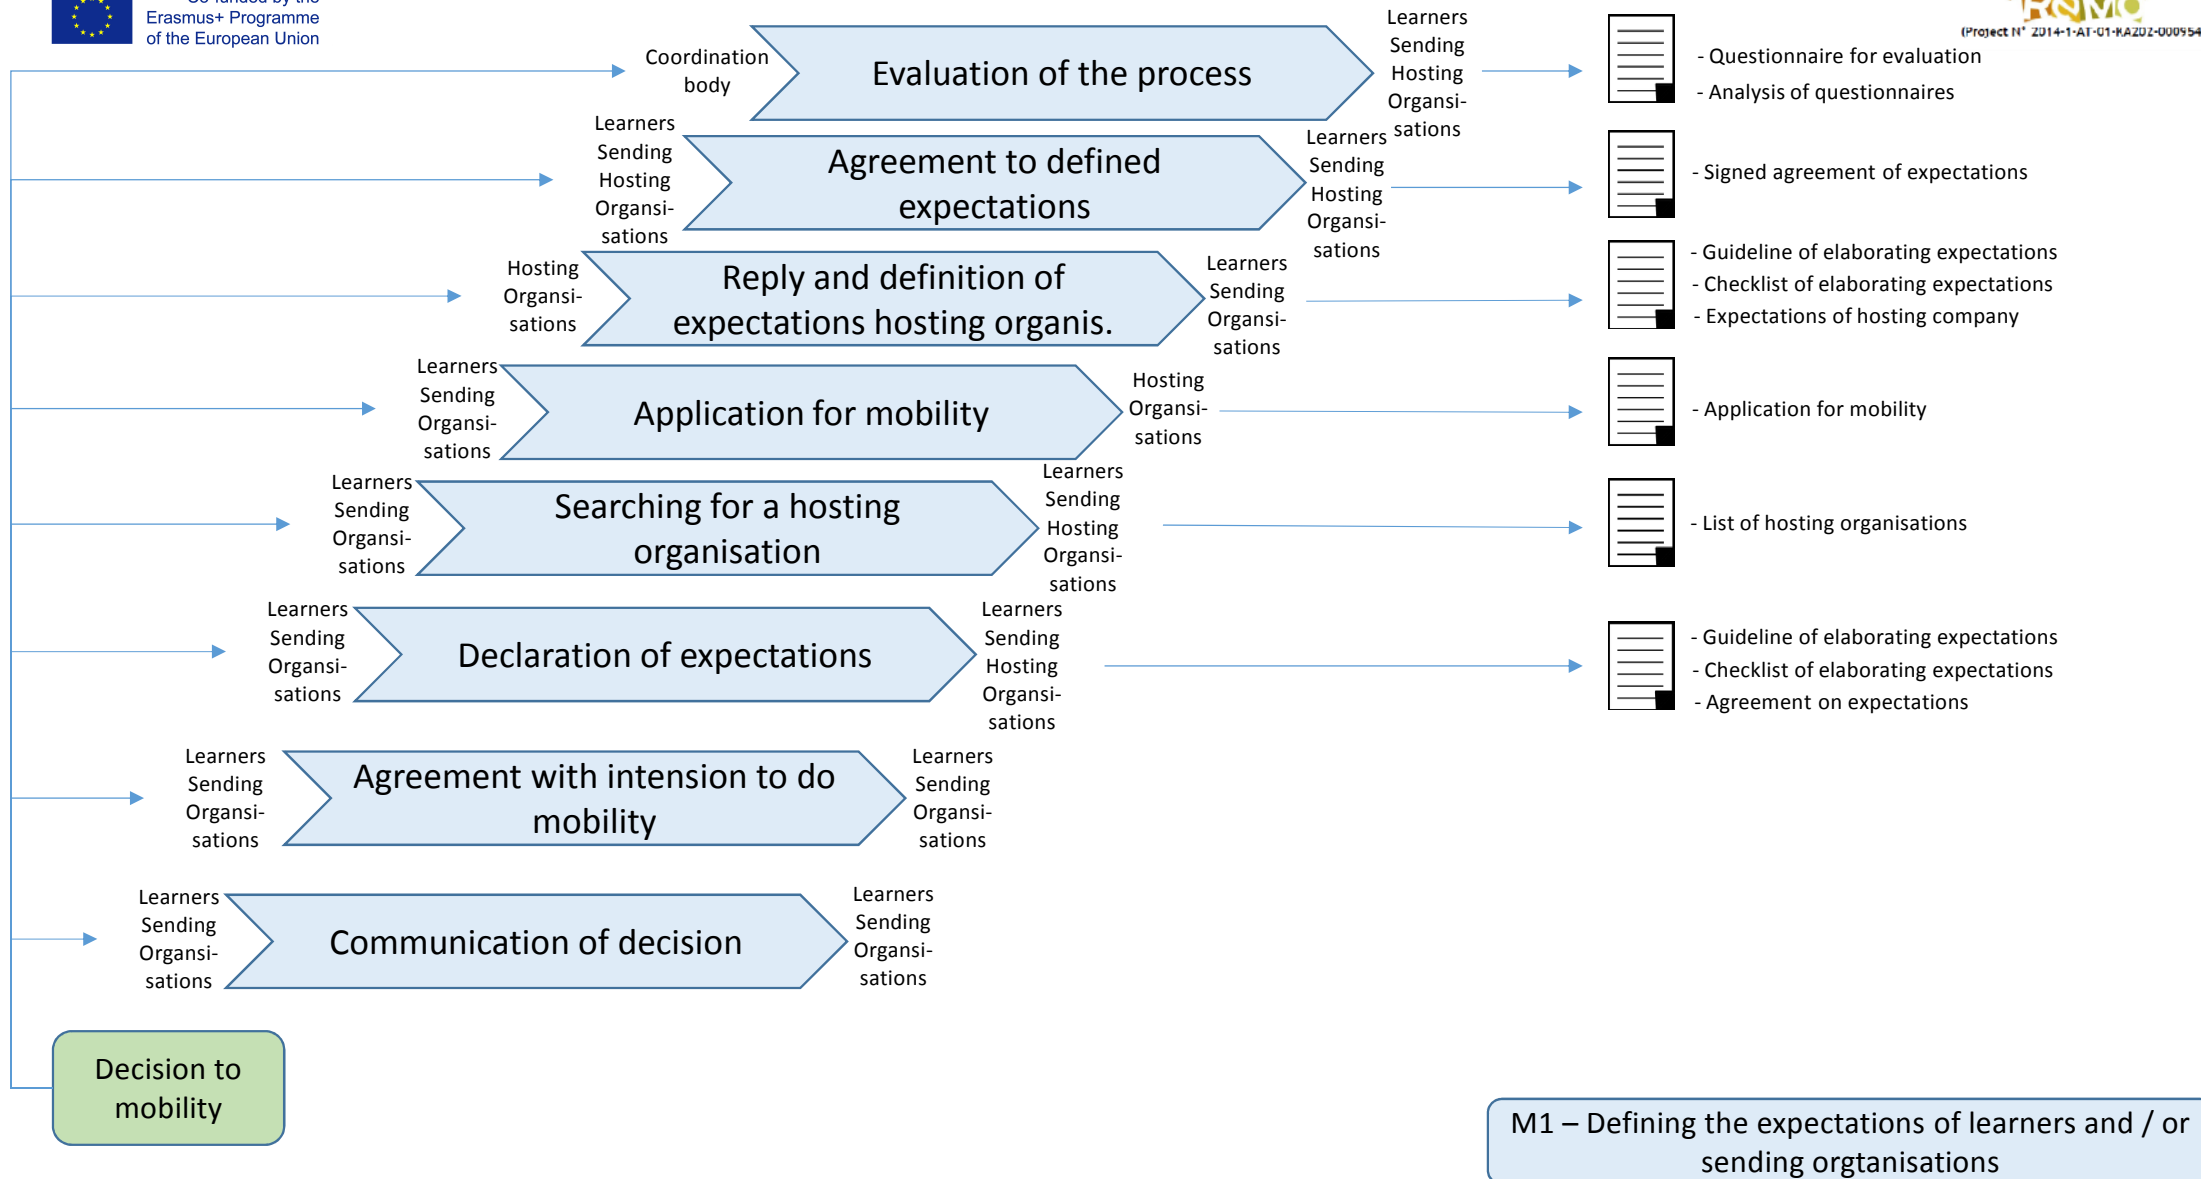 Co-funded by the
Erasmus+ Programme
of the European Union
(Project N° 2014-1-AT-01-KA202-000954
Coordination
body
Evaluation of the process
Learners
Sending
Hosting
Organsi-
sations
- Questionnaire for evaluation
- Analysis of questionnaires
Learners
Sending
Hosting
Organsi-
sations
Agreement to defined
expectations
Learners
Sending
Hosting
Organsi-
sations
- Signed agreement of expectations
Hosting
Organsi-
sations
Reply and definition of
expectations hosting organis.
Learners
Sending
Organsi-
sations
- Guideline of elaborating expectations
- Checklist of elaborating expectations
- Expectations of hosting company
Learners
Sending
Organsi-
sations
Application for mobility
Hosting
Organsi-
sations
- Application for mobility
Learners
Sending
Organsi-
sations
Searching for a hosting
organisation
Learners
Sending
Hosting
Organsi-
sations
- List of hosting organisations
Learners
Sending
Organsi-
sations
Declaration of expectations
Learners
Sending
Hosting
Organsi-
sations
- Guideline of elaborating expectations
- Checklist of elaborating expectations
- Agreement on expectations
Learners
Sending
Organsi-
sations
Agreement with intension to do
mobility
Learners
Sending
Organsi-
sations
Learners
Sending
Organsi-
sations
Communication of decision
Learners
Sending
Organsi-
sations
Decision to
mobility
M1 – Defining the expectations of learners and / or
sending orgtanisations